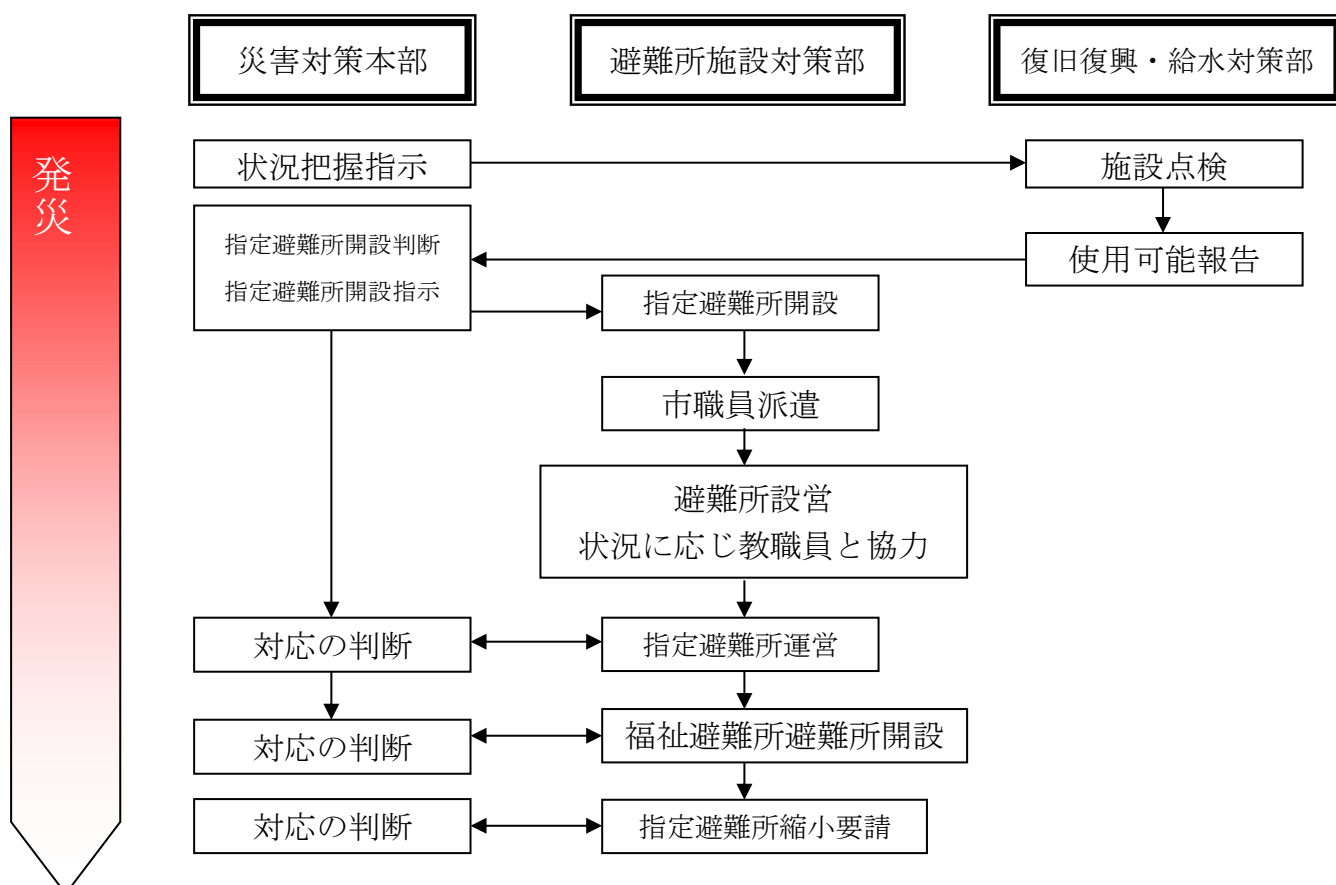 災害対策本部
避難所施設対策部
復旧復興・給水対策部
発災
状況把握指示
施設点検
指定避難所開設判断
指定避難所開設指示
使用可能報告
指定避難所開設
市職員派遣
避難所設営
状況に応じ教職員と協力
対応の判断
指定避難所運営
対応の判断
福祉避難所避難所開設
対応の判断
指定避難所縮小要請